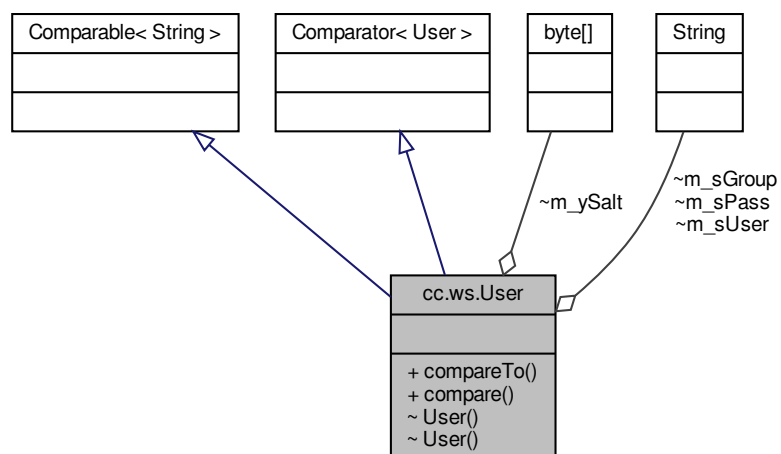 Comparable< String >
Comparator< User >
byte[]
String
~m_ySalt
~m_sGroup
~m_sPass
~m_sUser
cc.ws.User
+ compareTo()
+ compare()
~ User()
~ User()